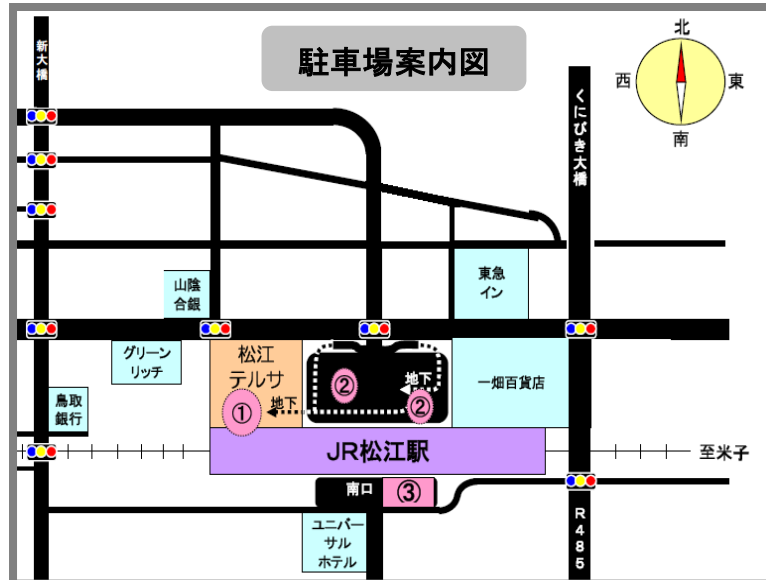 駐車場案内図
北
西
東
南
新大橋
くにびき大橋
山陰
合銀
東急
イン
グリーン
リッチ
松江
テルサ
②
地下
②
一畑百貨店
鳥取
銀行
①
地下
JR松江駅
至米子
南口
③
ユニバー
サル
ホテル
R485